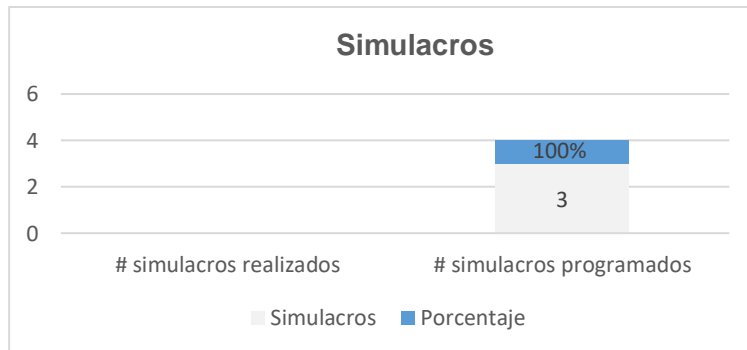 Simulacros
6
4
2
0
100%
3
# simulacros realizados
# simulacros programados
Simulacros
Porcentaje